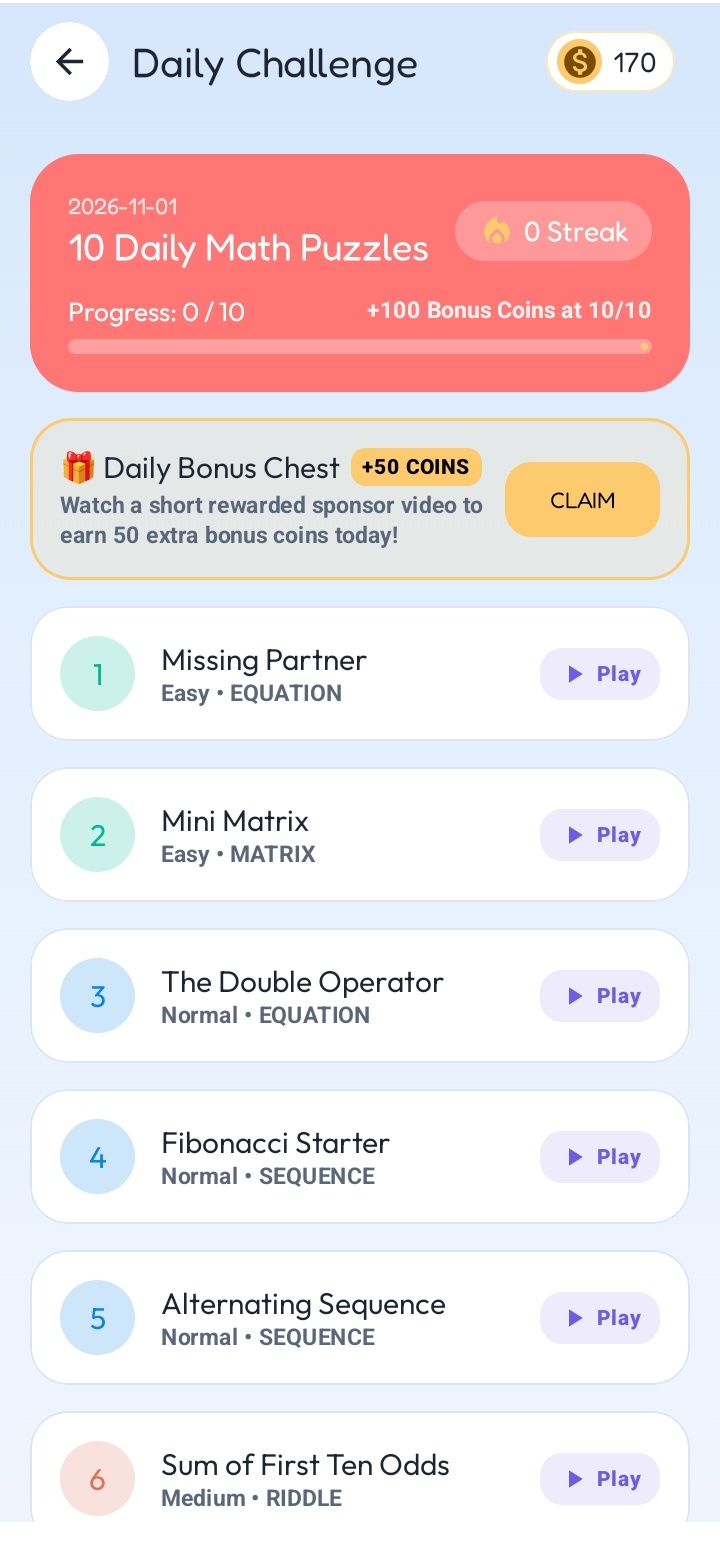 Daily Challenge
170
2026-11-01
10 Daily Math Puzzles
0 Streak
Progress: 0 / 10
+100 Bonus Coins at 10/10
Daily Bonus Chest
+50 COINS
Watch a short rewarded sponsor video to
earn 50 extra bonus coins today!
CLAIM
1
Missing Partner
Easy • EQUATION
Play
2
Mini Matrix
Easy • MATRIX
Play
3
The Double Operator
Normal • EQUATION
Play
4
Fibonacci Starter
Normal • SEQUENCE
Play
5
Alternating Sequence
Normal • SEQUENCE
Play
6
Sum of First Ten Odds
Medium • RIDDLE
Play